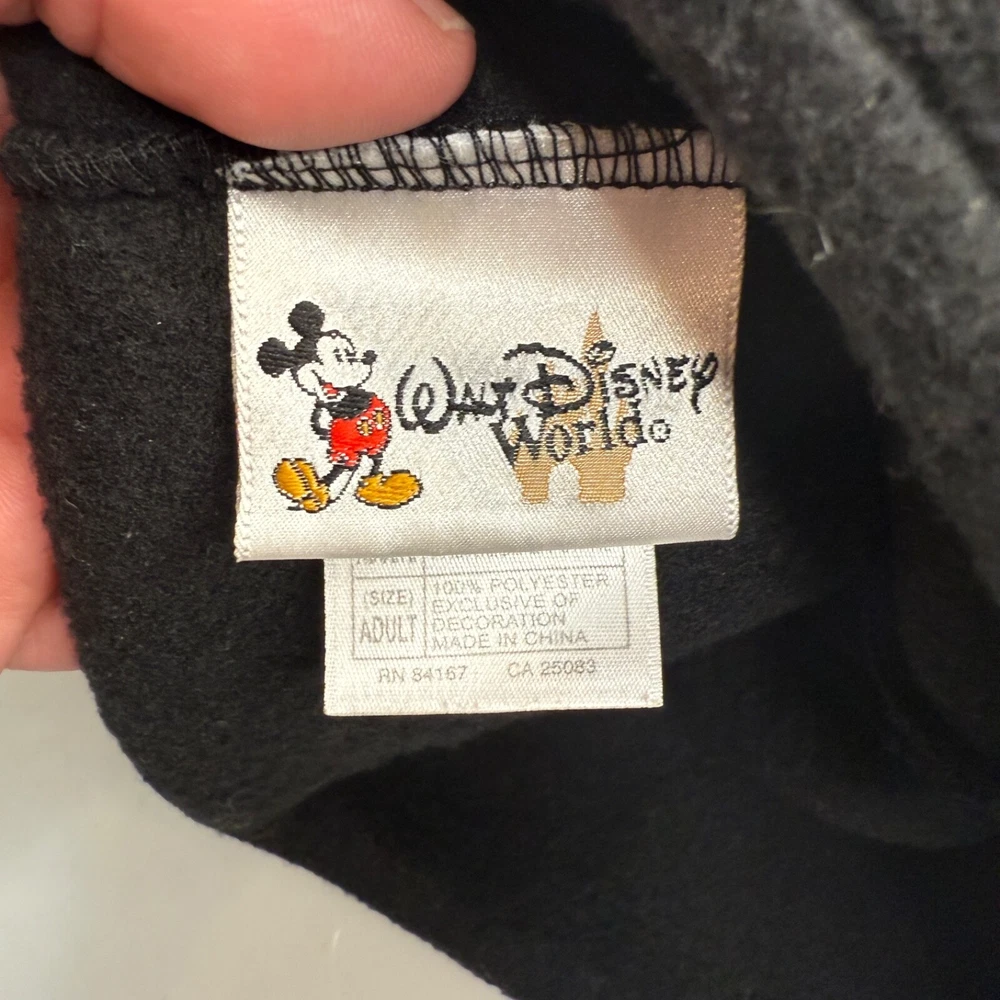 Walt Disney
World®
(SIZE)
ADULT
100% POLYESTER
EXCLUSIVE OF
DECORATION
MADE IN CHINA
RN 84167 CA 25083